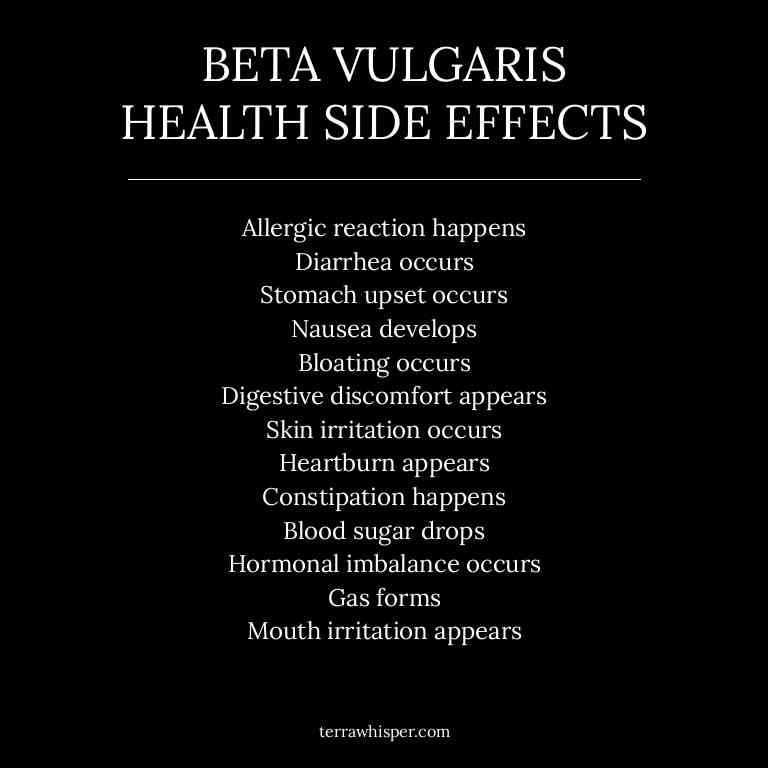 BETA VULGARIS
HEALTH SIDE EFFECTS
Allergic reaction happens
Diarrhea occurs
Stomach upset occurs
Nausea develops
Bloating occurs
Digestive discomfort appears
Skin irritation occurs
Heartburn appears
Constipation happens
Blood sugar drops
Hormonal imbalance occurs
Gas forms
Mouth irritation appears
terrawhisper.com